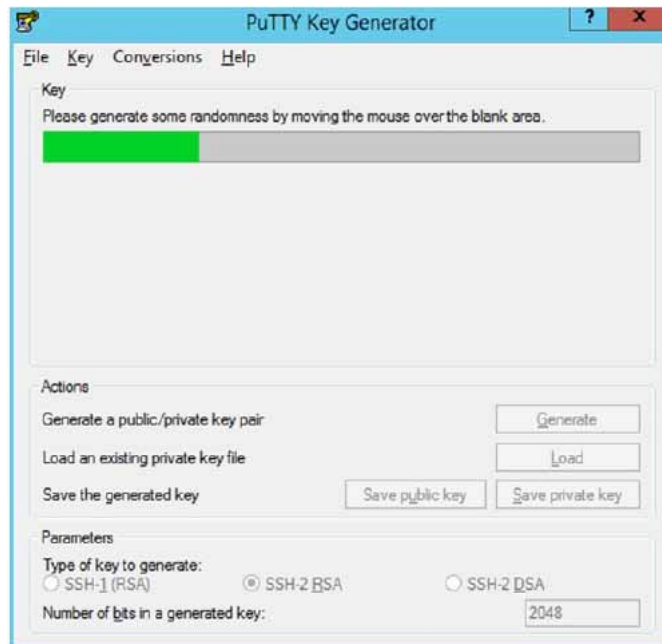 PuTTY Key Generator
? x
File Key Conversions Help
Key
Please generate some randomness by moving the mouse over the blank area.
Actions
Generate a public/private key pair Generate
Load an existing private key file Load
Save the generated key Save public key Save private key
Parameters
Type of key to generate:
SSH-1 (RSA) SSH-2 RSA SSH-2 DSA
Number of bits in a generated key: 2048